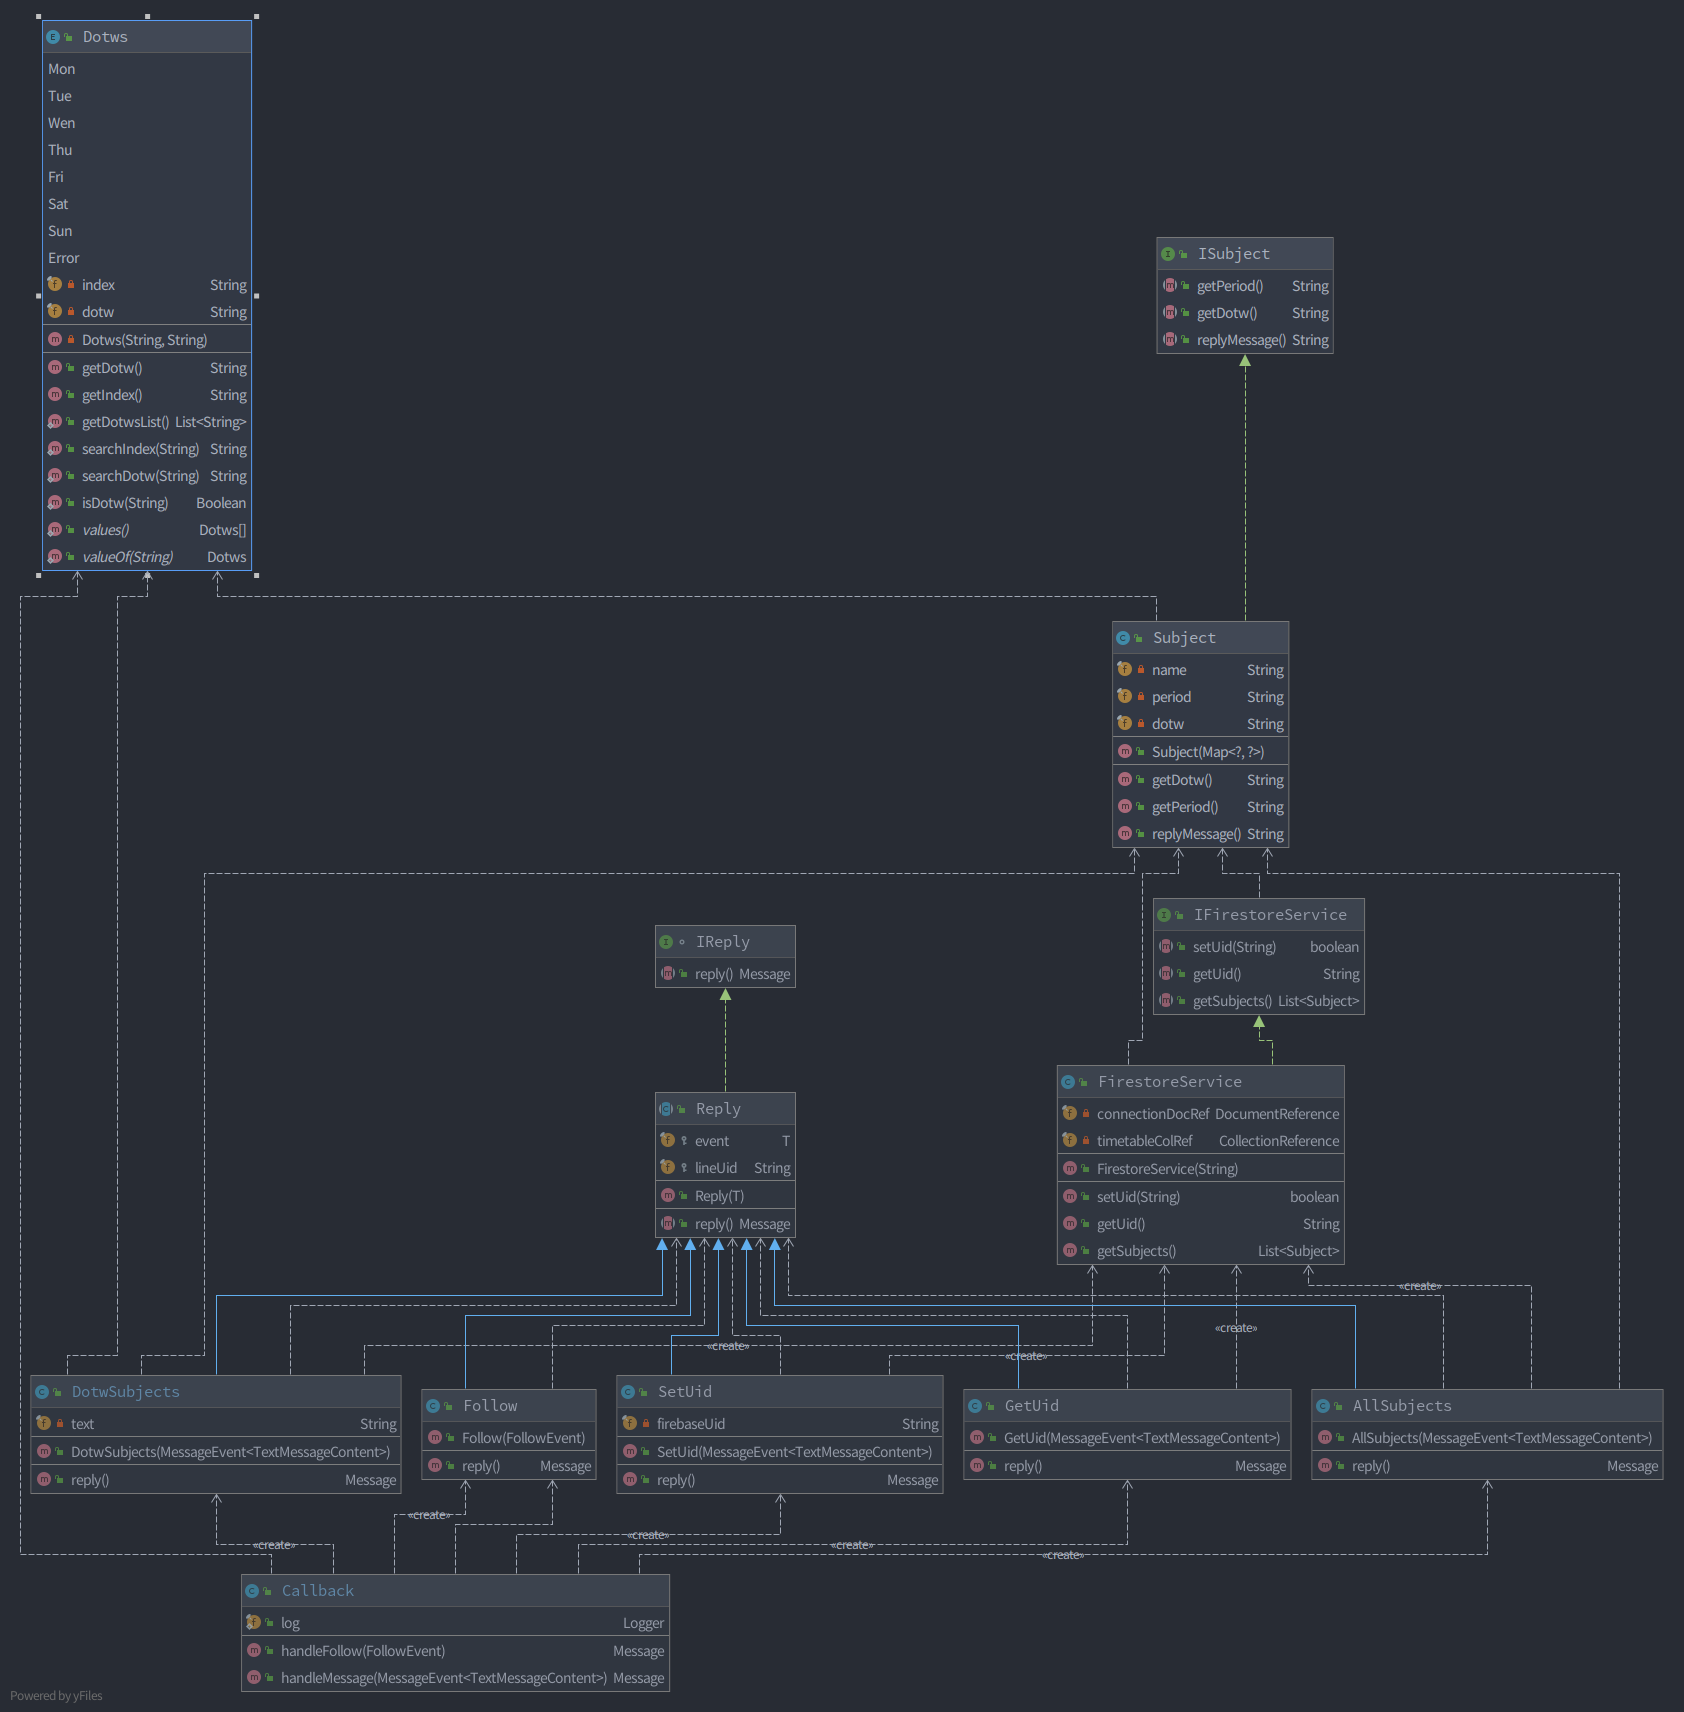 Dotws
Mon
Tue
Wen
Thu
Fri
Sat
Sun
Error
index String
dotw String
Dotws(String, String)
getDotw() String
getIndex() String
getDotwsList() List<String>
searchIndex(String) String
searchDotw(String) String
isDotw(String) Boolean
values() Dotws[]
valueOf(String) Dotws
ISubject
getPeriod() String
getDotw() String
replyMessage() String
Subject
name String
period String
dotw String
Subject(Map<?, ?>)
getDotw() String
getPeriod() String
replyMessage() String
IFirestoreService
setUid(String) boolean
getUid() String
getSubjects() List<Subject>
IReply
reply() Message
Reply
event T
lineUid String
Reply(T)
reply() Message
FirestoreService
connectionDocRef DocumentReference
timetableColRef CollectionReference
FirestoreService(String)
setUid(String) boolean
getUid() String
getSubjects() List<Subject>
«create»
«create»
«create»
«create»
DotwSubjects
text String
DotwSubjects(MessageEvent<TextMessageContent>)
reply() Message
Follow
Follow(FollowEvent)
reply() Message
SetUid
firebaseUid String
SetUid(MessageEvent<TextMessageContent>)
reply() Message
GetUid
GetUid(MessageEvent<TextMessageContent>)
reply() Message
AllSubjects
AllSubjects(MessageEvent<TextMessageContent>)
reply() Message
«create»
«create»
«create»
«create»
«create»
Callback
log Logger
handleFollow(FollowEvent) Message
handleMessage(MessageEvent<TextMessageContent>) Message
Powered by yFiles